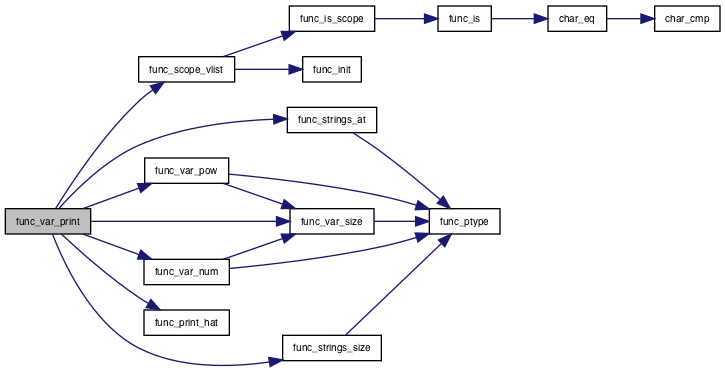 func_is_scope
func_is
char_eq
char_cmp
func_scope_vlist
func_init
func_strings_at
func_var_pow
func_var_print
func_var_size
func_ptype
func_var_num
func_print_hat
func_strings_size